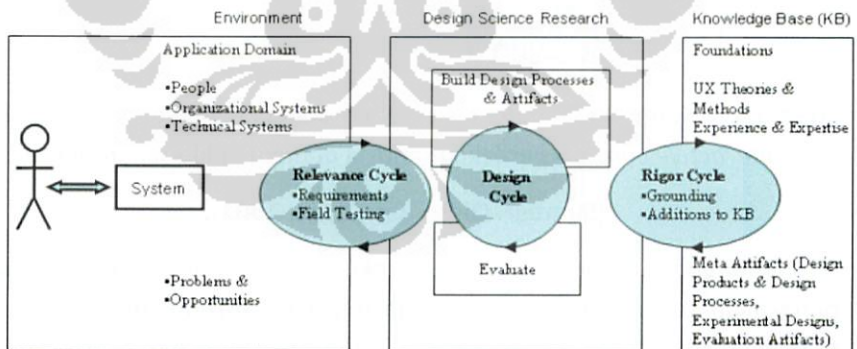 Environment
Design Science Research
Knowledge Base (KB)
Application Domain
•People
•Organizational Systems
•Technical Systems
System
•Problems &
•Opportunities
Relevance Cycle
•Requirements
•Field Testing
Build Design Processes
& Artifacts
Design
Cycle
Evaluate
Rigor Cycle
•Grounding
•Additions to KB
Foundations
UX Theories &
Methods
Experience & Expertise
Meta Artifacts (Design
Products & Design
Processes,
Experimental Designs,
Evaluation Artifacts)